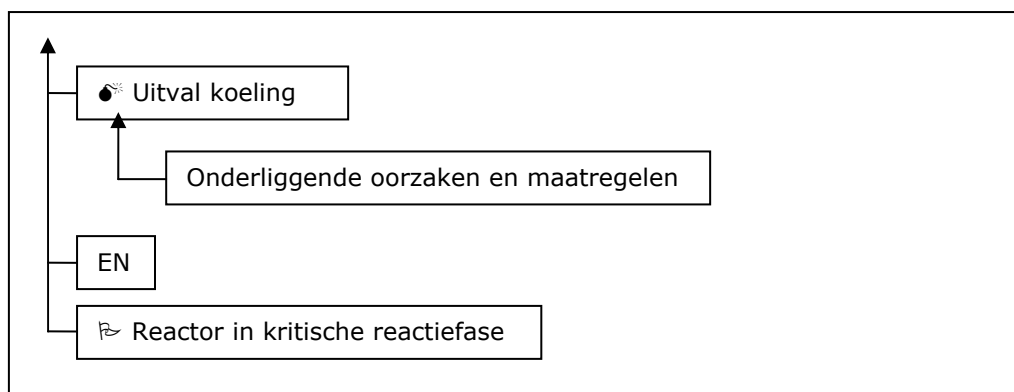 💣 Uitval koeling
Onderliggende oorzaken en maatregelen
EN
🏳 Reactor in kritische reactiefase